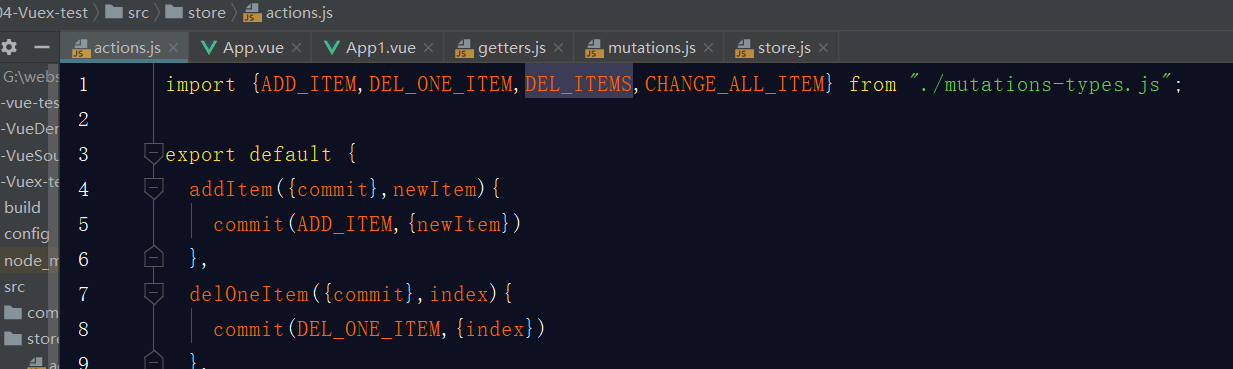 04-Vuex-test > src > store > actions.js
actions.js App.vue App1.vue getters.js mutations.js store.js
G:\webs
-vue-tes
-VueDen
-VueSou
-Vuex-te
build
config
node_m
src
com
store
1 import {ADD_ITEM,DEL_ONE_ITEM,DEL_ITEMS,CHANGE_ALL_ITEM} from "./mutations-types.js";
2
3 export default {
4 addItem({commit},newItem){
5 commit(ADD_ITEM,{newItem})
6 },
7 delOneItem({commit},index){
8 commit(DEL_ONE_ITEM,{index})
9 },